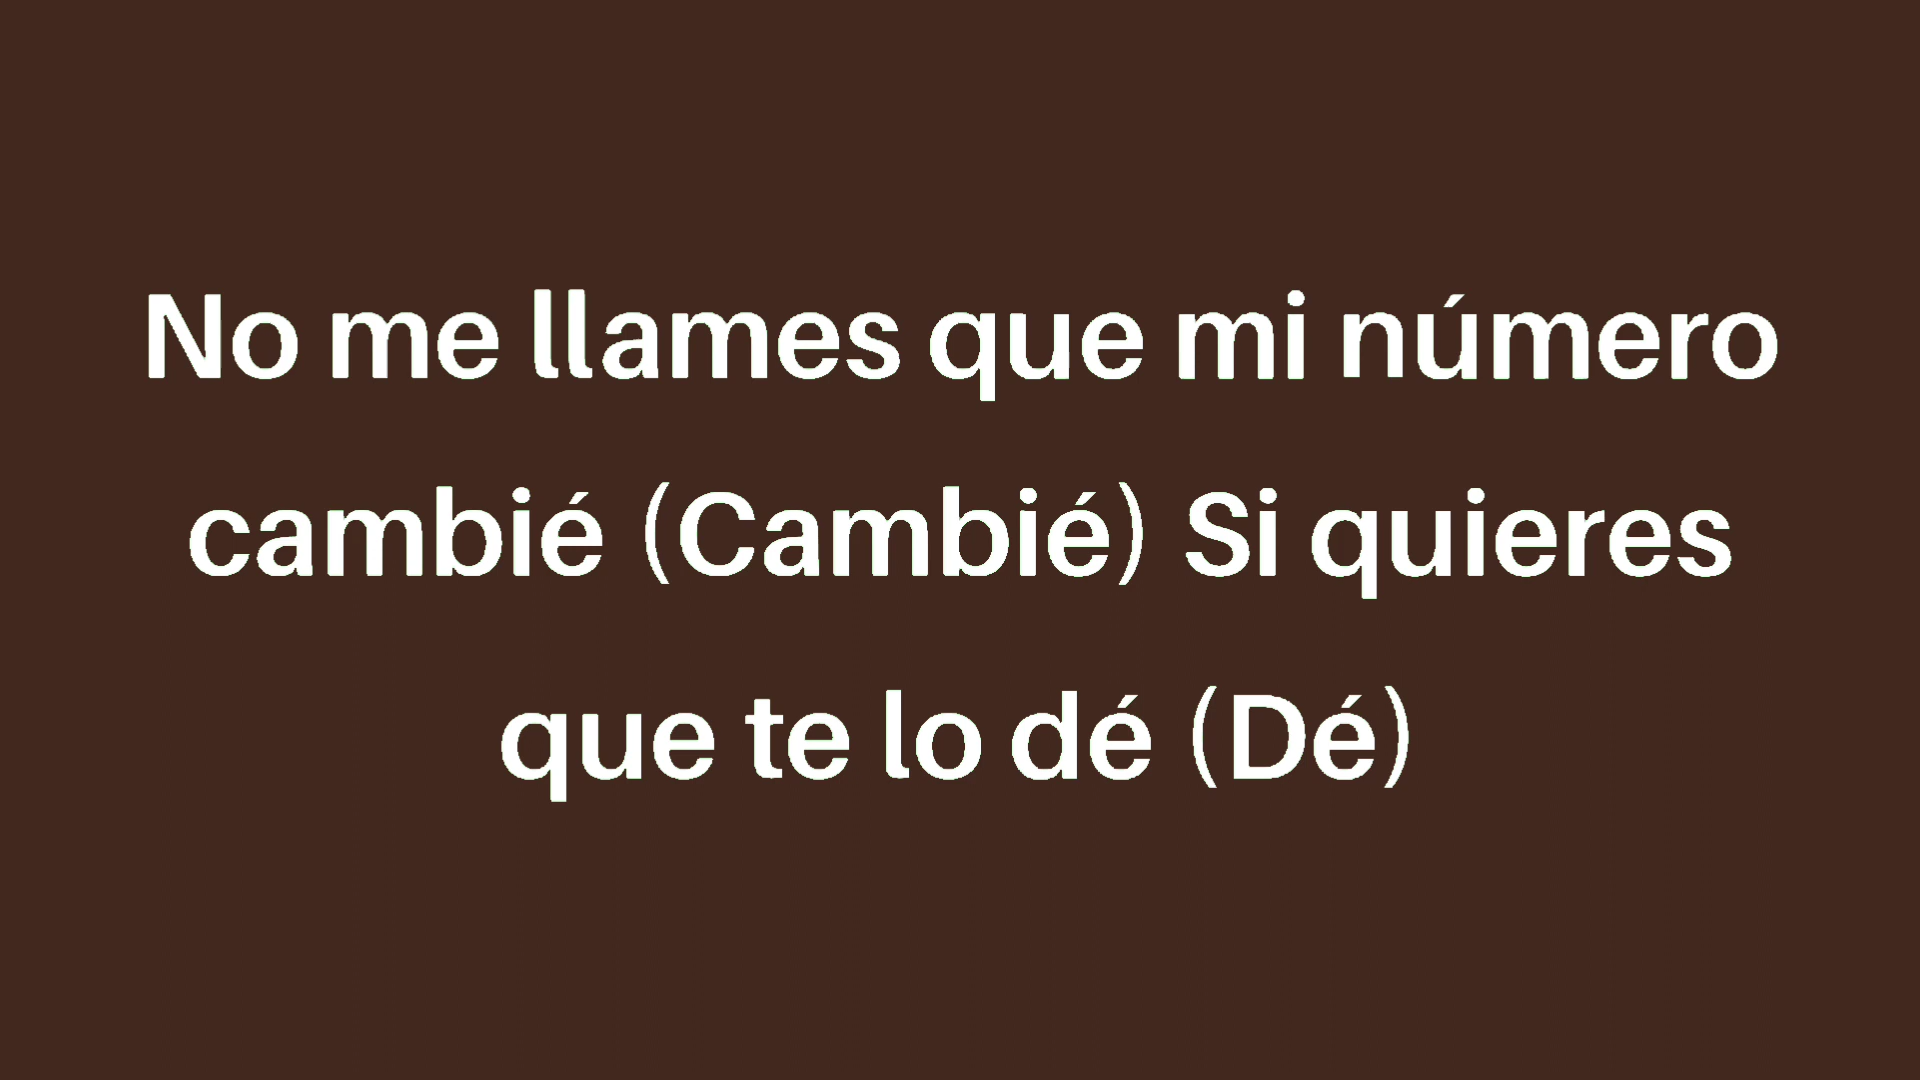 No me llames que mi número
cambié (Cambié) Si quieres
que te lo dé (Dé)